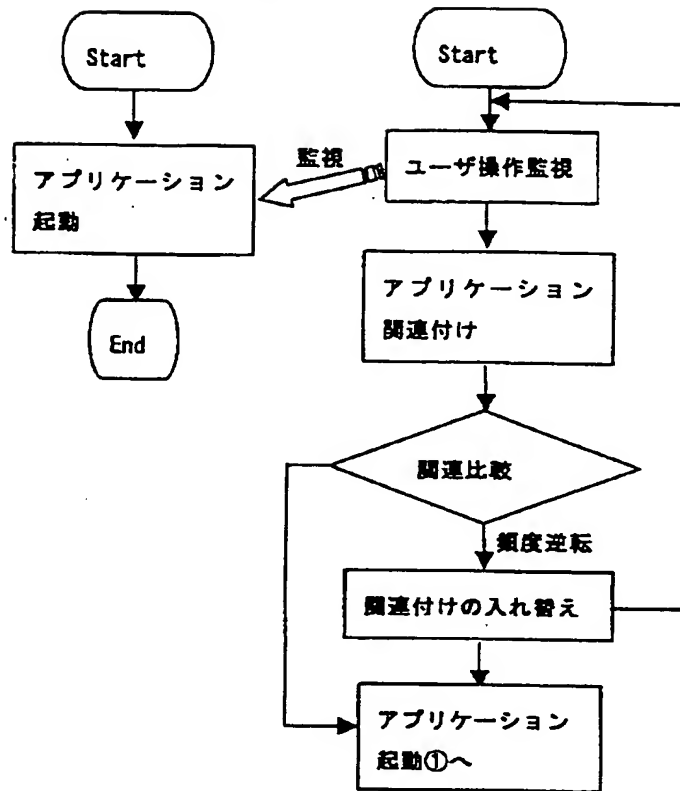 Start
アプリケーション
起動
End
監視
Start
ユーザ操作監視
アプリケーション
関連付け
関連比較
頻度逆転
関連付けの入れ替え
アプリケーション
起動①へ